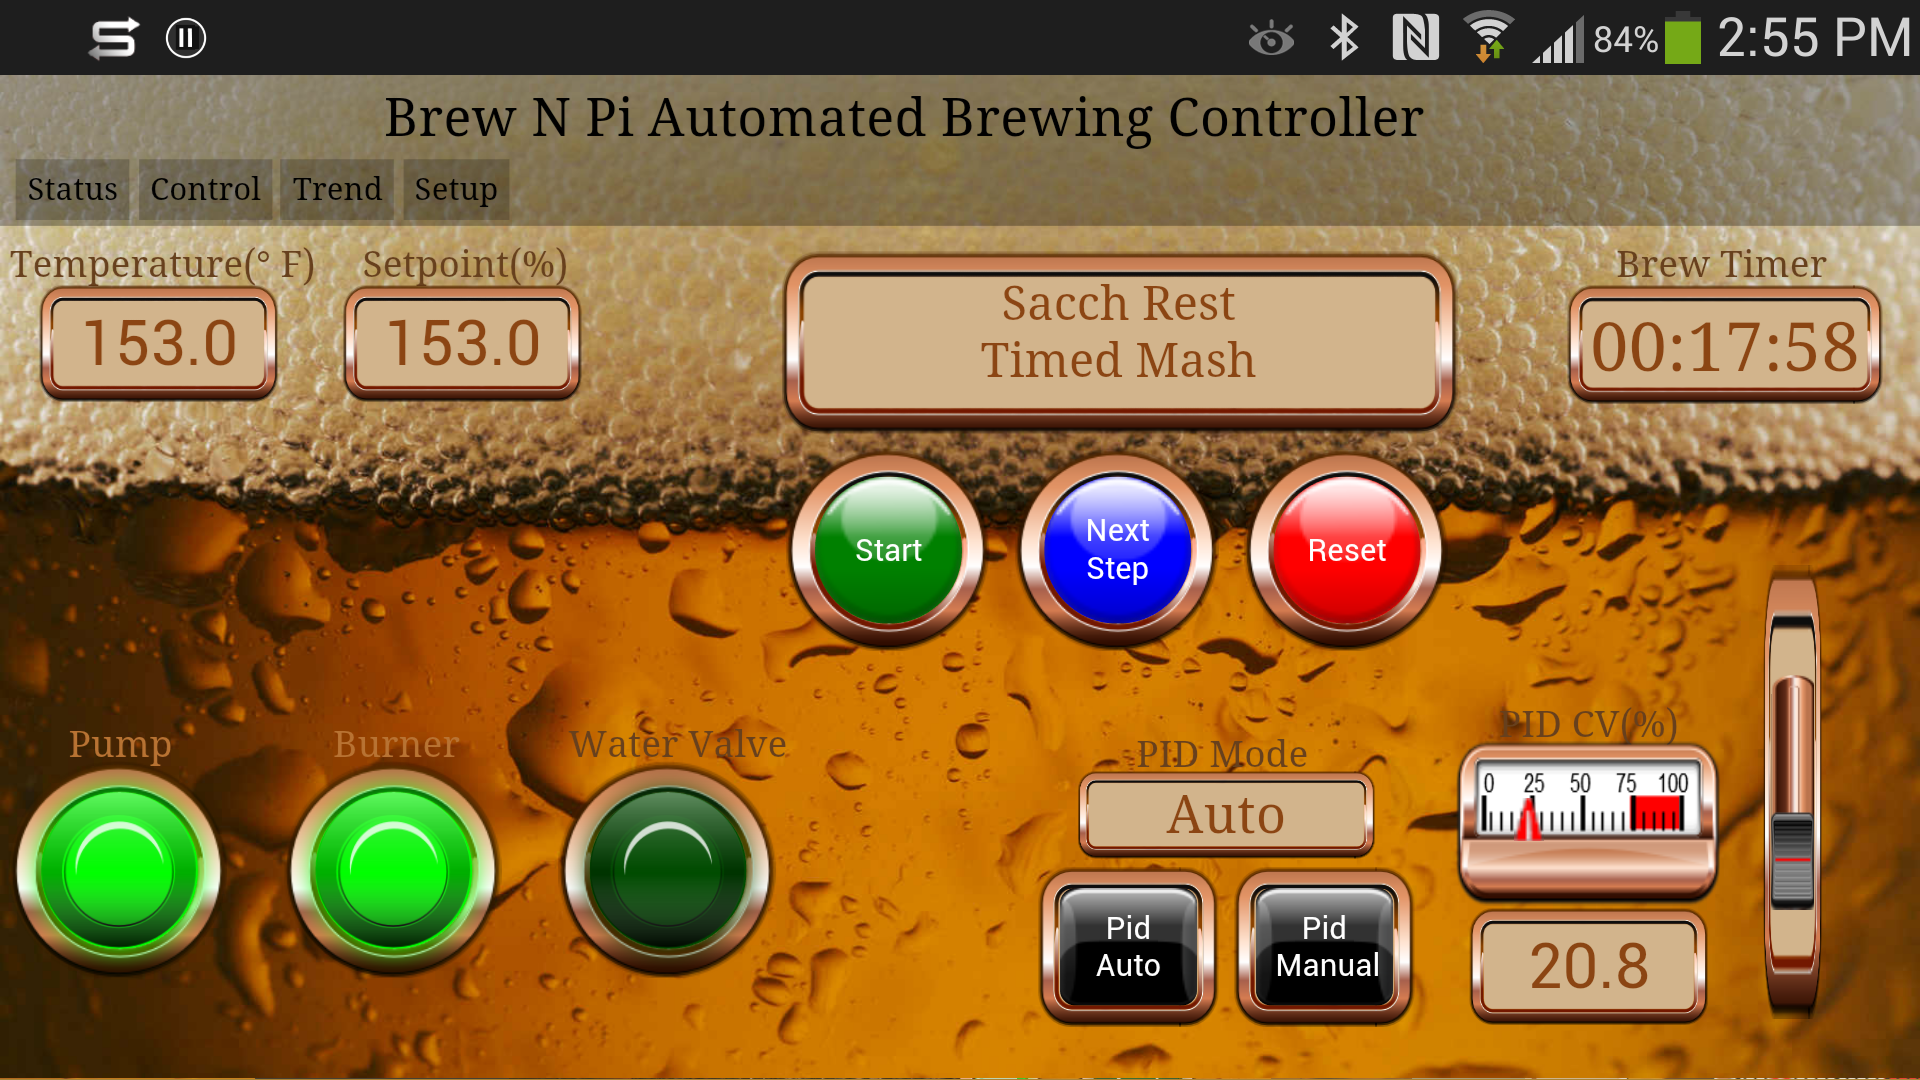 84% 2:55 PM
Brew N Pi Automated Brewing Controller
Status Control Trend Setup
Temperature(° F) Setpoint(%) Brew Timer
153.0 153.0
Sacch Rest
Timed Mash
00:17:58
Start
Next
Step
Reset
Pump Burner Water Valve
PID Mode
Auto
Pid
Auto
Pid
Manual
PID CV(%)
0 25 50 75 100
20.8